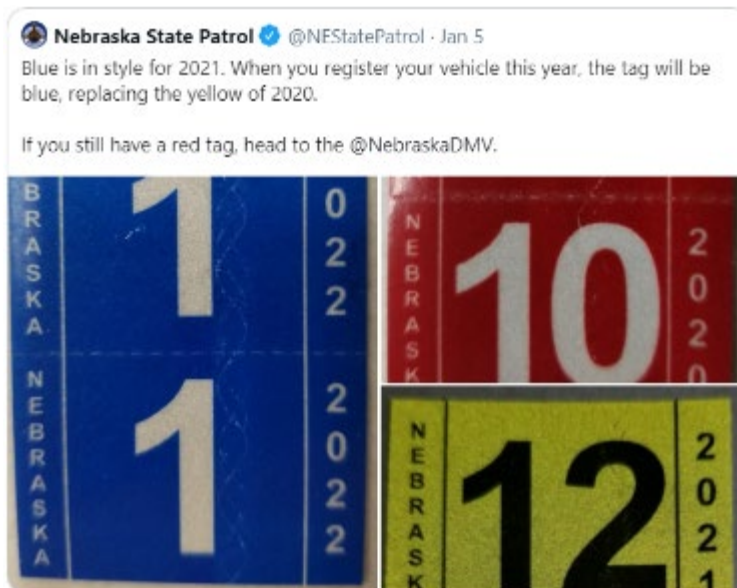 Nebraska State Patrol @NEStatePatrol · Jan 5
Blue is in style for 2021. When you register your vehicle this year, the tag will be
blue, replacing the yellow of 2020.
If you still have a red tag, head to the @NebraskaDMV.
BRASKA
1
022
NEBRASKA
1
2022
NEBRASK
10
2020
NEBRASK
12
2021